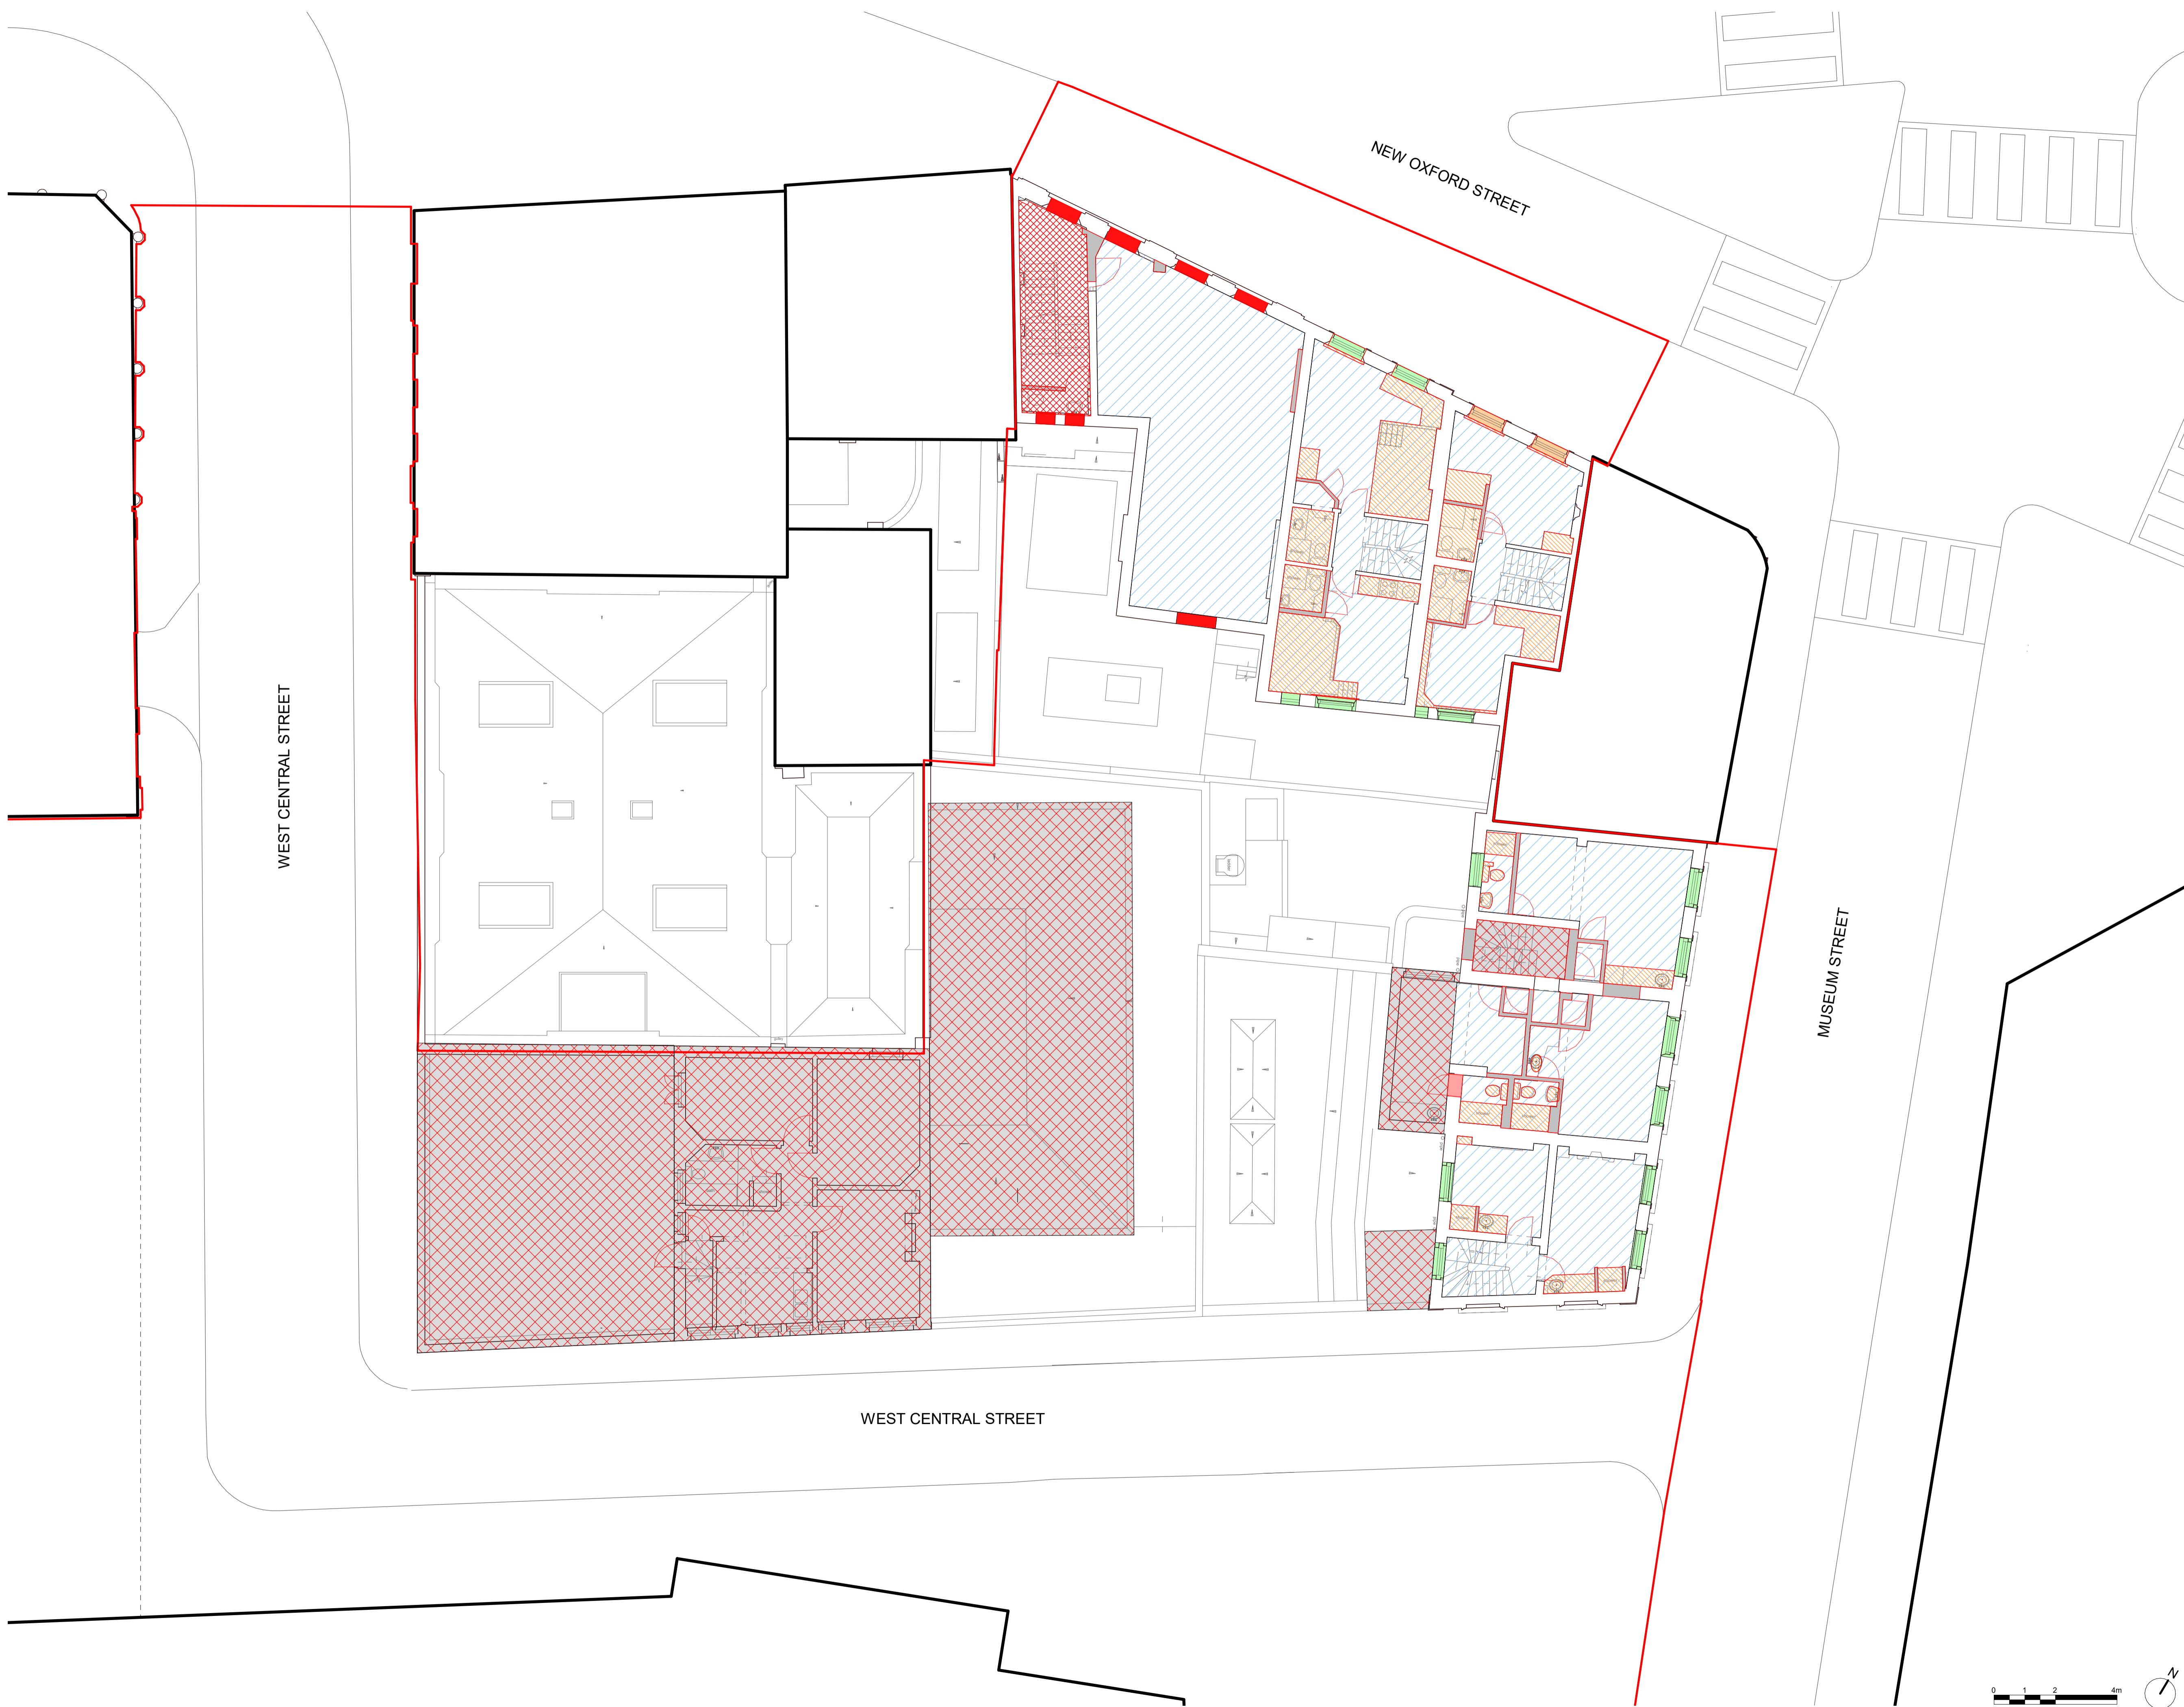 NEW OXFORD STREET
WEST CENTRAL STREET
MUSEUM STREET
WEST CENTRAL STREET
N
0 1 2 4m